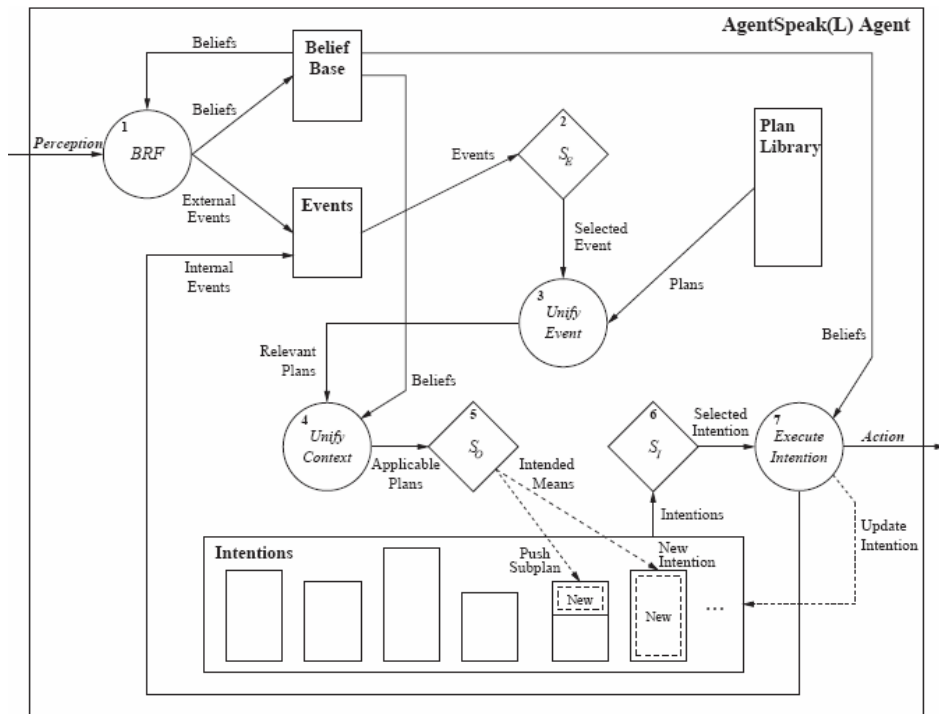 AgentSpeak(L) Agent
Beliefs
Belief
Base
Beliefs
1
BRF
Perception
2
S_E
Plan
Library
Events
External
Events
Events
Selected
Event
Internal
Events
3
Unify
Event
Plans
Relevant
Plans
Beliefs
Beliefs
4
Unify
Context
Applicable
Plans
5
S_O
Intended
Means
6
S_I
Selected
Intention
7
Execute
Intention
Action
Intentions
Update
Intention
Intentions
Push
Subplan
New
Intention
New
New
...